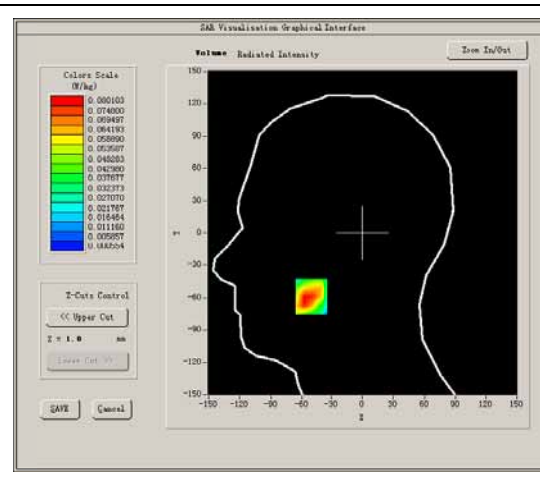 SAR Visualisation Graphical Interface
Volume Radiated Intensity
Zoom In/Out
Colors Scale
(W/kg)
0.080103
0.074800
0.069497
0.064193
0.058890
0.053587
0.048283
0.042980
0.037677
0.032373
0.027070
0.021767
0.016464
0.011160
0.005857
0.000554
150
120
90
60
30
0
-30
-60
-90
-120
-150
Y
-150 -120 -90 -60 -30 0 30 60 90 120 150
X
Z-Cuts Control
<< Upper Cut
Z = 1.0 mm
Lower Cut >>
SAVE Cancel